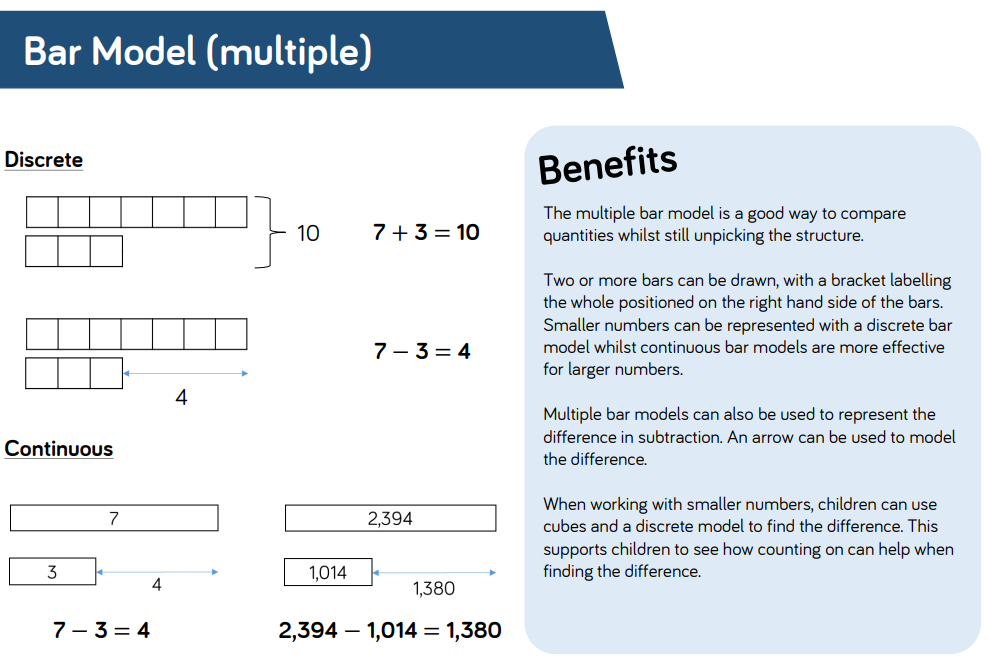 Bar Model (multiple)
Discrete
10
7 + 3 = 10
7 − 3 = 4
4
Continuous
7
2,394
3
4
1,014
1,380
7 − 3 = 4
2,394 − 1,014 = 1,380
Benefits
The multiple bar model is a good way to compare
quantities whilst still unpicking the structure.
Two or more bars can be drawn, with a bracket labelling
the whole positioned on the right hand side of the bars.
Smaller numbers can be represented with a discrete bar
model whilst continuous bar models are more effective
for larger numbers.
Multiple bar models can also be used to represent the
difference in subtraction. An arrow can be used to model
the difference.
When working with smaller numbers, children can use
cubes and a discrete model to find the difference. This
supports children to see how counting on can help when
finding the difference.